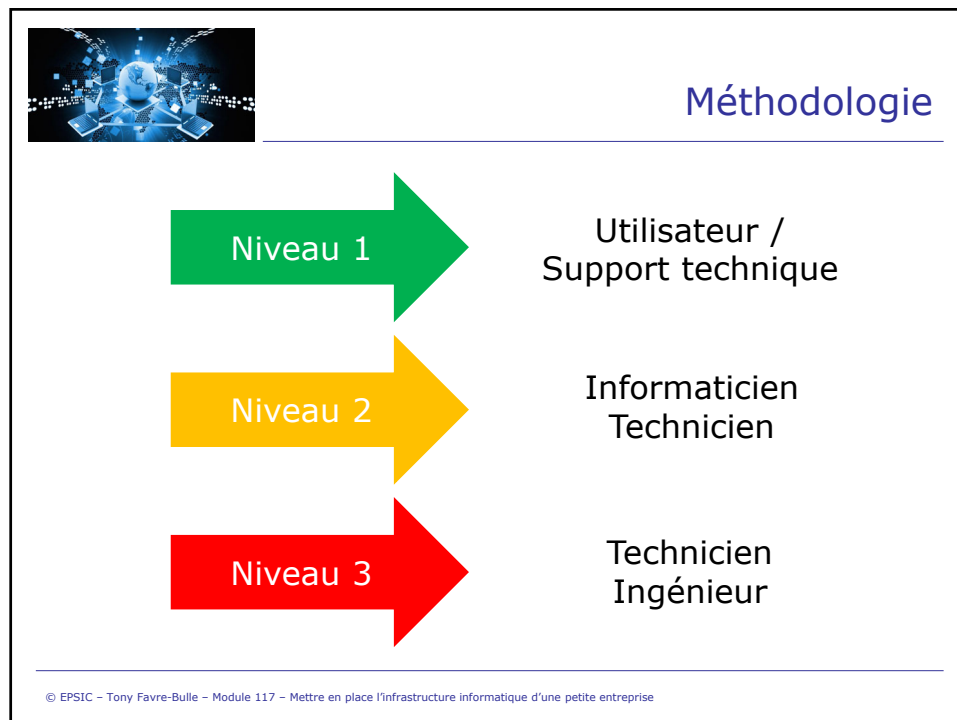 Méthodologie
Niveau 1
Utilisateur /
Support technique
Niveau 2
Informaticien
Technicien
Niveau 3
Technicien
Ingénieur
© EPSIC – Tony Favre-Bulle – Module 117 – Mettre en place l’infrastructure informatique d’une petite entreprise